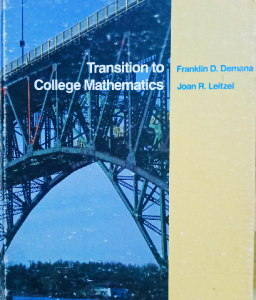 Transition to
College Mathematics
Franklin D. Demana
Joan R. Leitzel